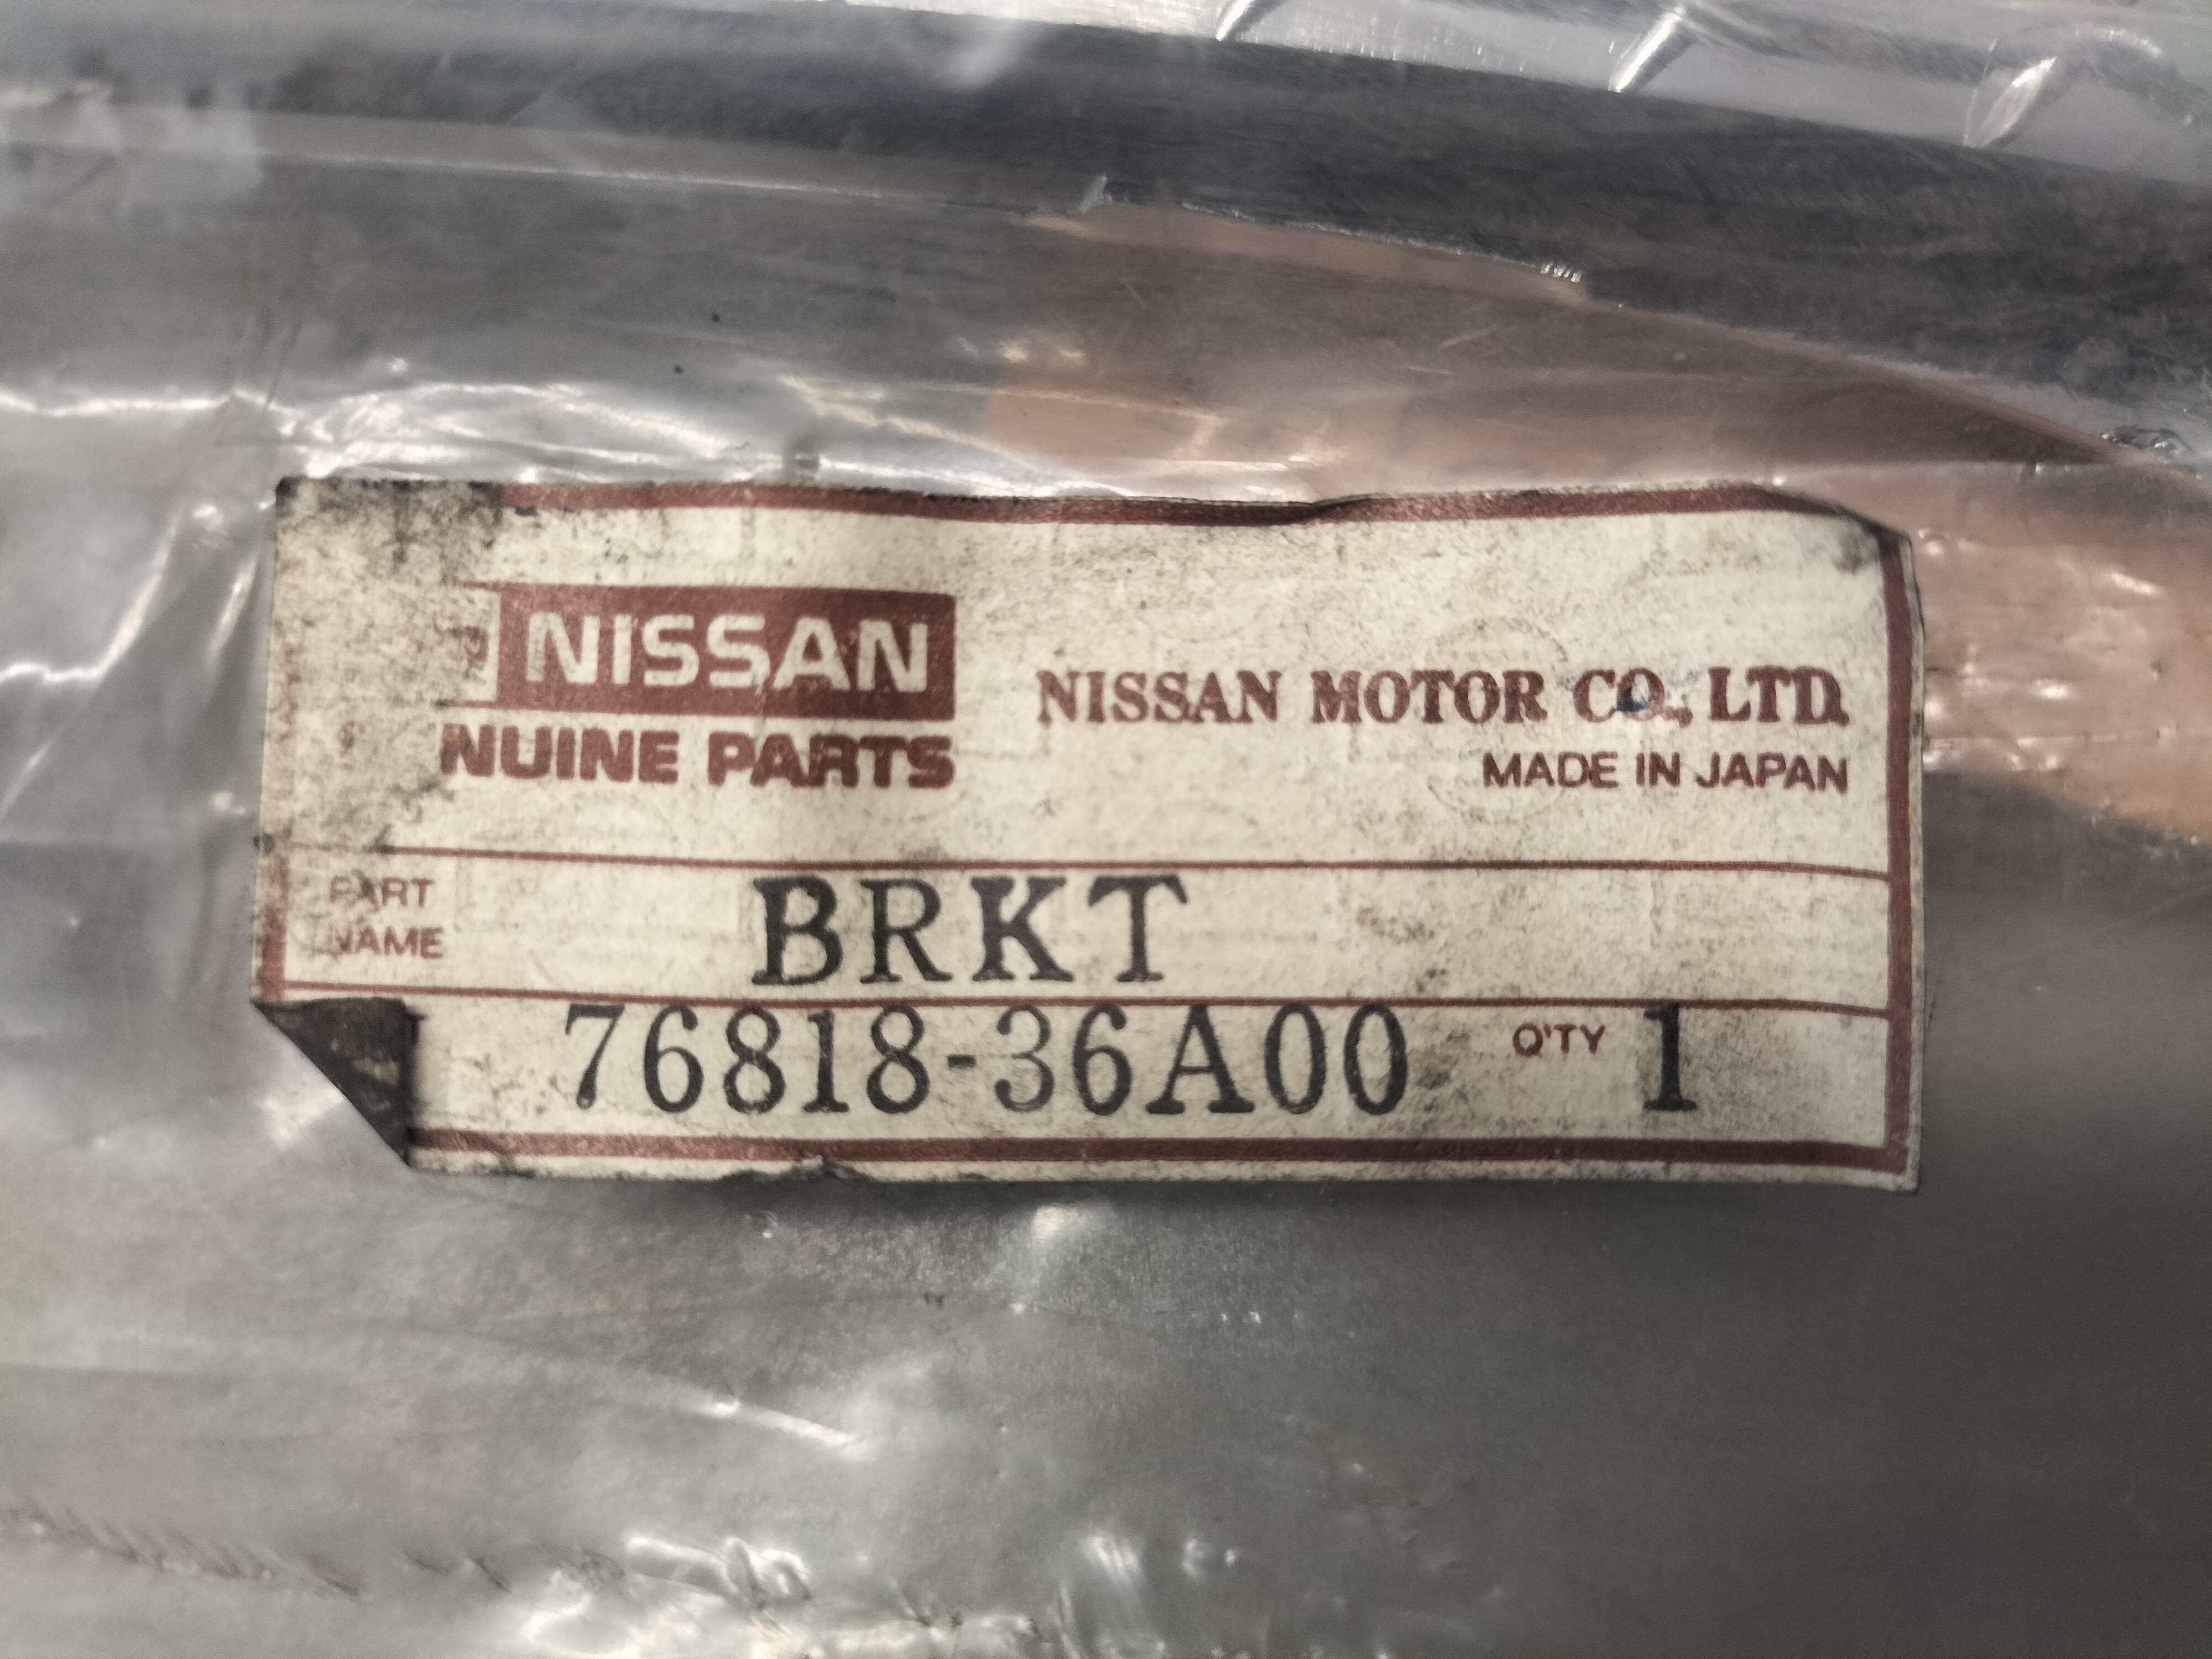 NISSAN
NUINE PARTS
NISSAN MOTOR CO., LTD.
MADE IN JAPAN
PART
NAME
BRKT
76818-36A00 Q'TY 1